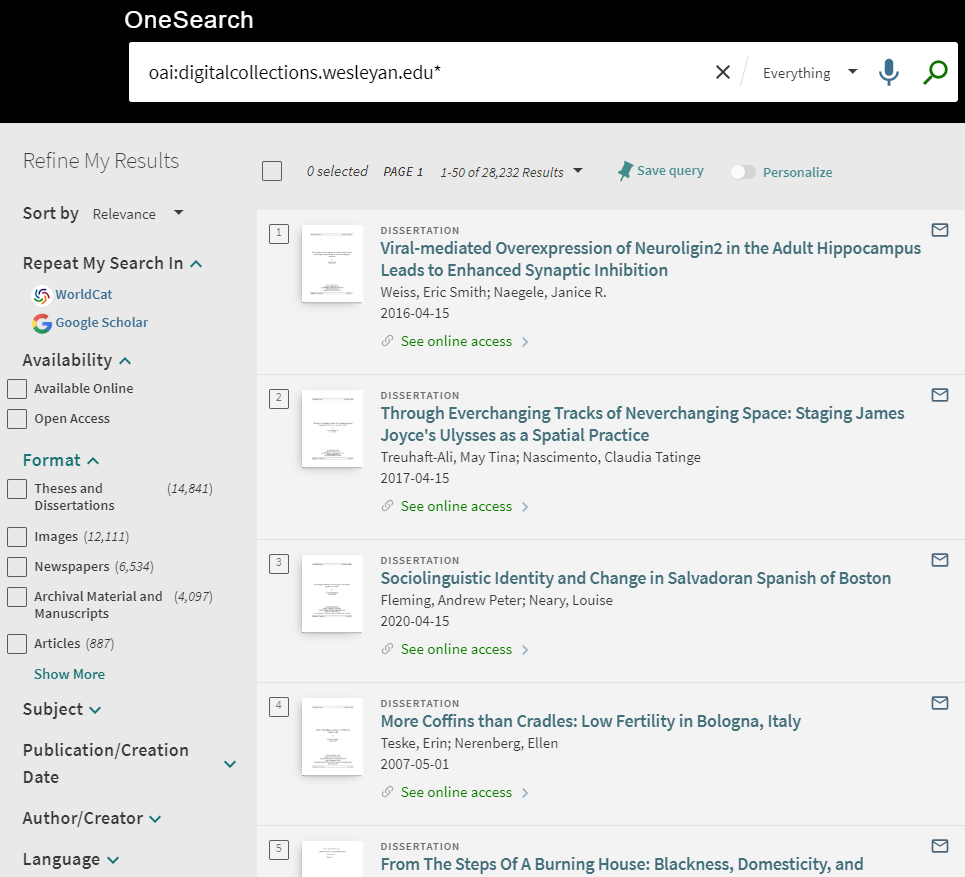 OneSearch
oai:digitalcollections.wesleyan.edu*
Everything
Refine My Results
0 selected PAGE 1 1-50 of 28,232 Results
Save query
Personalize
Sort by Relevance
Repeat My Search In
WorldCat
Google Scholar
Availability
Available Online
Open Access
Format
Theses and (14,841)
Dissertations
Images (12,111)
Newspapers (6,534)
Archival Material and (4,097)
Manuscripts
Articles (887)
Show More
Subject
Publication/Creation
Date
Author/Creator
Language
1
DISSERTATION
Viral-mediated Overexpression of Neuroligin2 in the Adult Hippocampus
Leads to Enhanced Synaptic Inhibition
Weiss, Eric Smith; Naegele, Janice R.
2016-04-15
See online access
2
DISSERTATION
Through Everchanging Tracks of Neverchanging Space: Staging James
Joyce's Ulysses as a Spatial Practice
Treuhaft-Ali, May Tina; Nascimento, Claudia Tatinge
2017-04-15
See online access
3
DISSERTATION
Sociolinguistic Identity and Change in Salvadoran Spanish of Boston
Fleming, Andrew Peter; Neary, Louise
2020-04-15
See online access
4
DISSERTATION
More Coffins than Cradles: Low Fertility in Bologna, Italy
Teske, Erin; Nerenberg, Ellen
2007-05-01
See online access
5
DISSERTATION
From The Steps Of A Burning House: Blackness, Domesticity, and